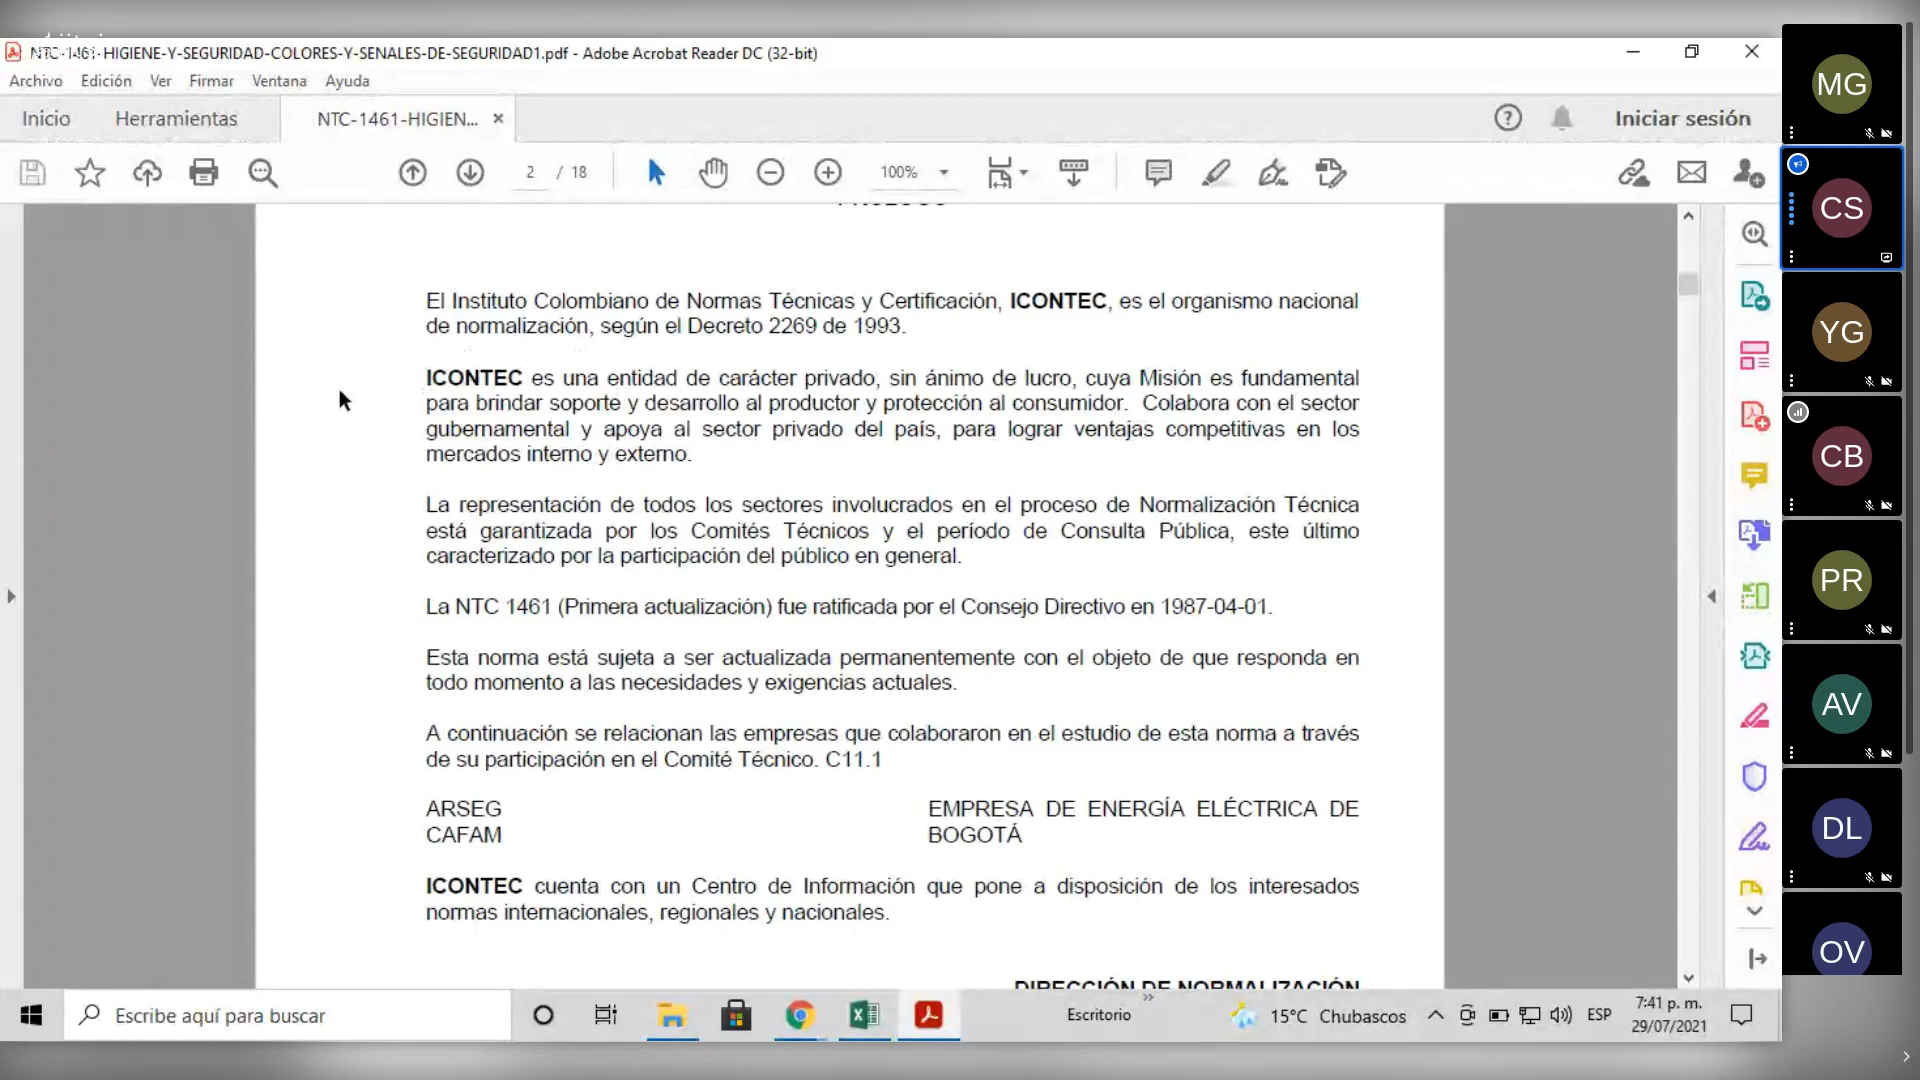 NTC-1461-HIGIENE-Y-SEGURIDAD-COLORES-Y-SENALES-DE-SEGURIDAD1.pdf - Adobe Acrobat Reader DC (32-bit)
Archivo Edición Ver Firmar Ventana Ayuda
Inicio Herramientas NTC-1461-HIGIEN... Iniciar sesión
2 / 18 100%
El Instituto Colombiano de Normas Técnicas y Certificación, ICONTEC, es el organismo nacional
de normalización, según el Decreto 2269 de 1993.
ICONTEC es una entidad de carácter privado, sin ánimo de lucro, cuya Misión es fundamental
para brindar soporte y desarrollo al productor y protección al consumidor. Colabora con el sector
gubernamental y apoya al sector privado del país, para lograr ventajas competitivas en los
mercados interno y externo.
La representación de todos los sectores involucrados en el proceso de Normalización Técnica
está garantizada por los Comités Técnicos y el período de Consulta Pública, este último
caracterizado por la participación del público en general.
La NTC 1461 (Primera actualización) fue ratificada por el Consejo Directivo en 1987-04-01.
Esta norma está sujeta a ser actualizada permanentemente con el objeto de que responda en
todo momento a las necesidades y exigencias actuales.
A continuación se relacionan las empresas que colaboraron en el estudio de esta norma a través
de su participación en el Comité Técnico. C11.1
ARSEG EMPRESA DE ENERGÍA ELÉCTRICA DE
CAFAM BOGOTÁ
ICONTEC cuenta con un Centro de Información que pone a disposición de los interesados
normas internacionales, regionales y nacionales.
DIRECCIÓN DE NORMALIZACIÓN
Escribe aquí para buscar
Escritorio
15°C Chubascos
ESP
7:41 p. m.
29/07/2021
MG
CS
YG
CB
PR
AV
DL
OV